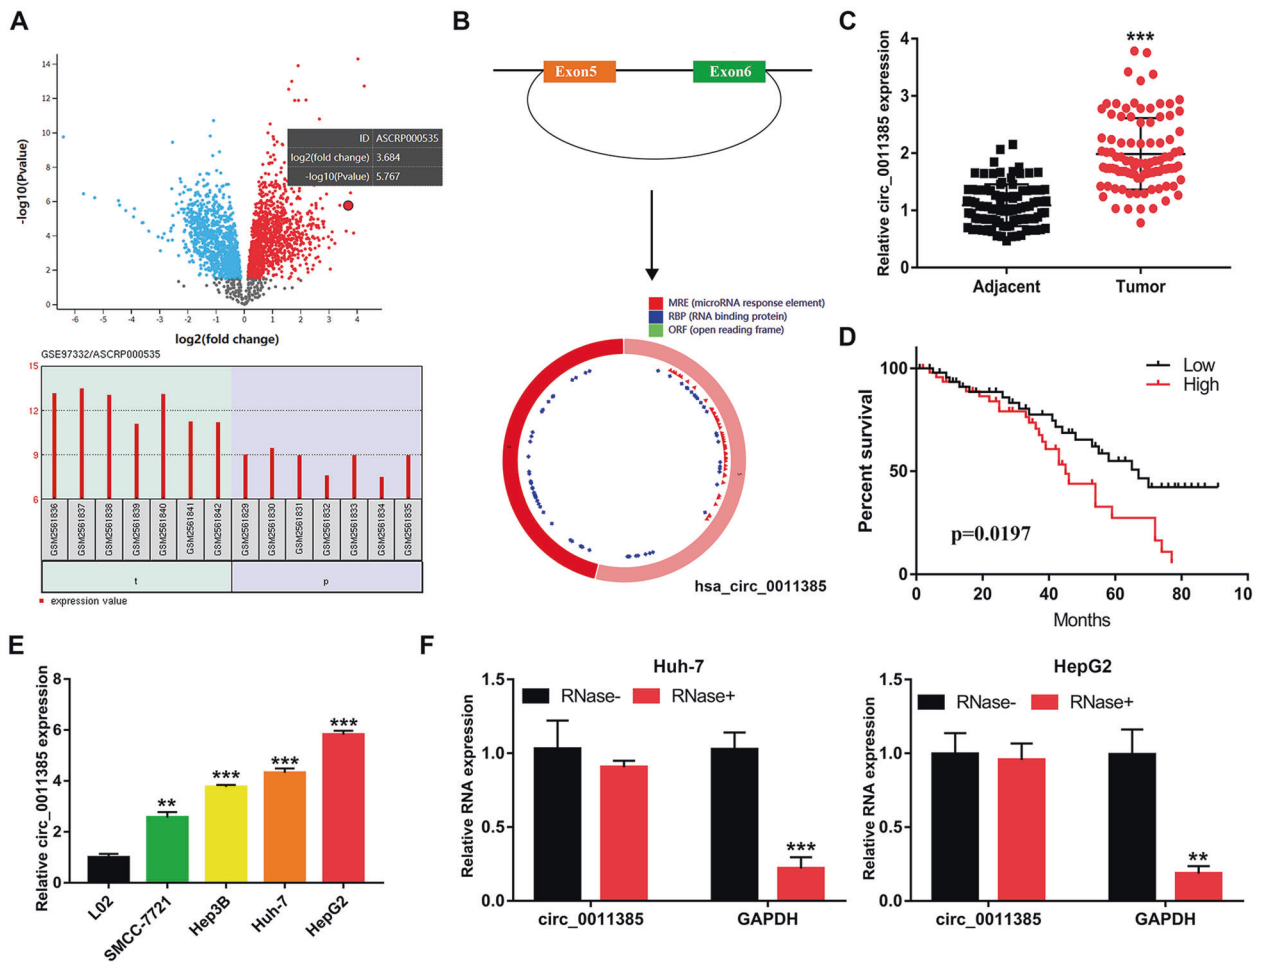 A
14
12
10
8
6
4
2
0
-log10(Pvalue)
ID ASCRP000535
log2(fold change) 3.684
-log10(Pvalue) 5.767
-6 -5 -4 -3 -2 -1 0 1 2 3 4
log2(fold change)
GSE97332/ASCRP000535
15
12
9
6
GSM2561836
GSM2561837
GSM2561838
GSM2561839
GSM2561840
GSM2561841
GSM2561842
GSM2561829
GSM2561830
GSM2561831
GSM2561832
GSM2561833
GSM2561834
GSM2561835
t p
expression value
B
Exon5 Exon6
MRE (microRNA response element)
RBP (RNA binding protein)
ORF (open reading frame)
hsa_circ_0011385
C
Relative circ_0011385 expression
4
3
2
1
0
***
Adjacent Tumor
D
Percent survival
100
50
0
Low
High
p=0.0197
0 20 40 60 80 10
Months
E
Relative circ_0011385 expression
8
6
4
2
0
**
***
***
***
L02
SMCC-7721
Hep3B
Huh-7
HepG2
F
Huh-7
Relative RNA expression
1.5
1.0
0.5
0.0
RNase- RNase+
***
circ_0011385 GAPDH
HepG2
Relative RNA expression
1.5
1.0
0.5
0.0
RNase- RNase+
**
circ_0011385 GAPDH